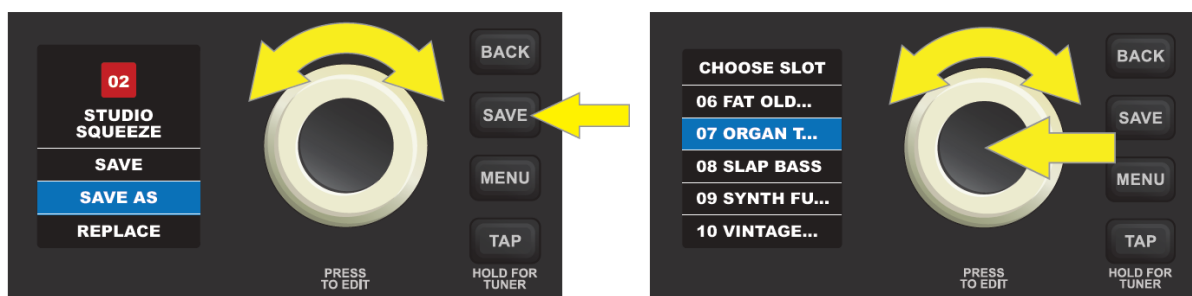 02
STUDIO
SQUEEZE
SAVE
SAVE AS
REPLACE
PRESS
TO EDIT
BACK
SAVE
MENU
TAP
HOLD FOR
TUNER
CHOOSE SLOT
06 FAT OLD...
07 ORGAN T...
08 SLAP BASS
09 SYNTH FU...
10 VINTAGE...
PRESS
TO EDIT
BACK
SAVE
MENU
TAP
HOLD FOR
TUNER